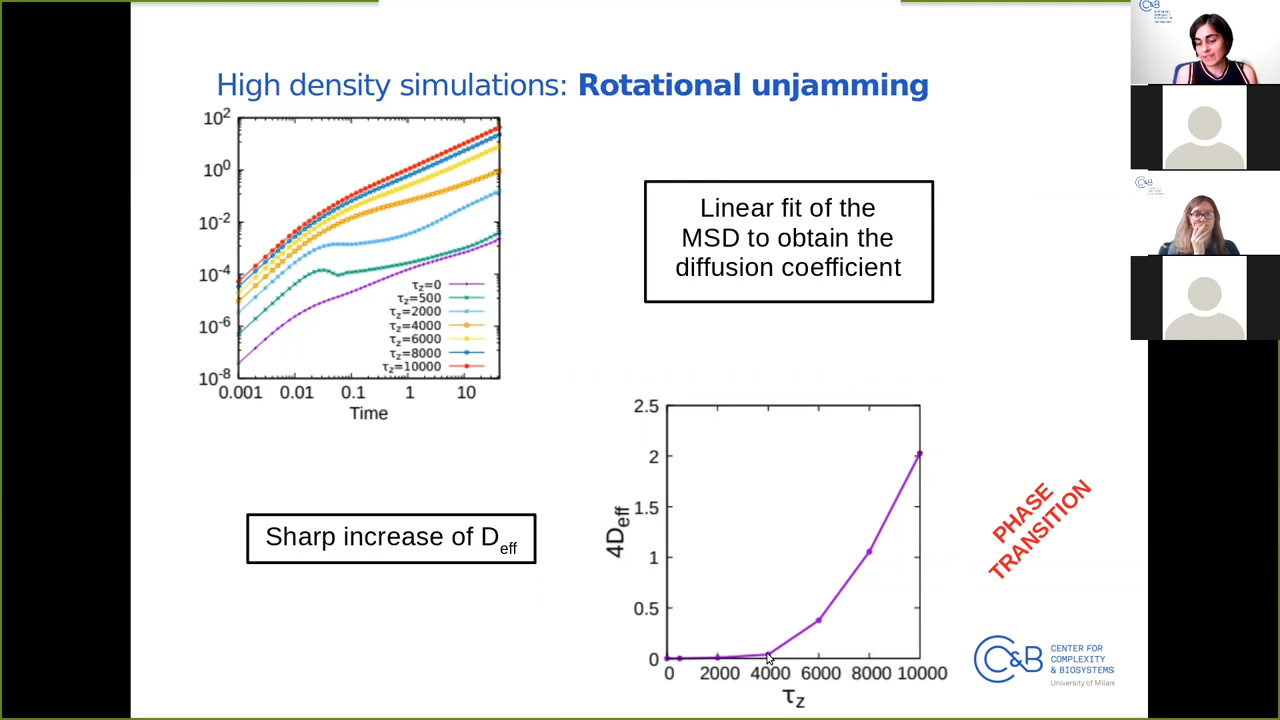 High density simulations: Rotational unjamming
10²
10⁰
10⁻²
10⁻⁴
10⁻⁶
10⁻⁸
τz=0
τz=500
τz=2000
τz=4000
τz=6000
τz=8000
τz=10000
0.001 0.01 0.1 1 10
Time
Linear fit of the
MSD to obtain the
diffusion coefficient
Sharp increase of Deff
2.5
2
1.5
1
0.5
0
4Deff
0 2000 4000 6000 8000 10000
τz
PHASE
TRANSITION
C&B
CENTER FOR
COMPLEXITY
& BIOSYSTEMS
University of Milan
C&B